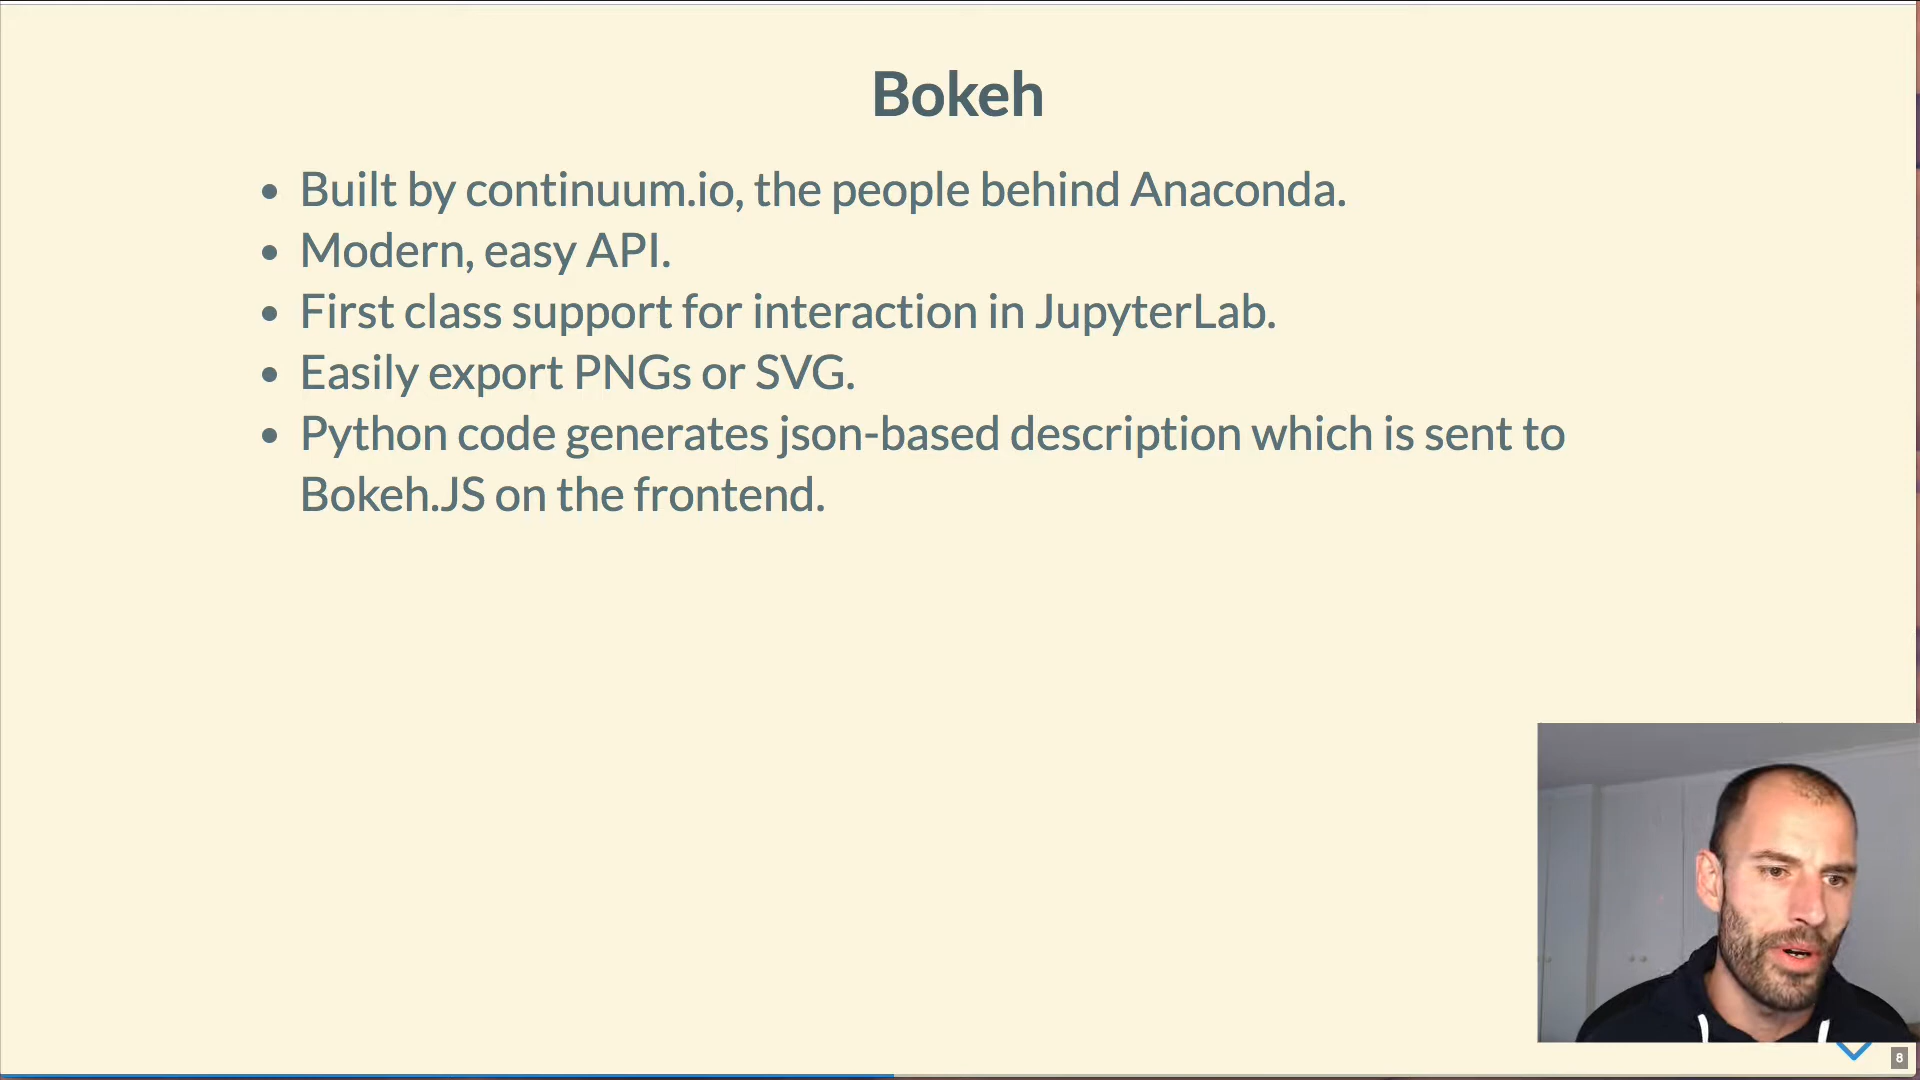 Bokeh
Built by continuum.io, the people behind Anaconda.
Modern, easy API.
First class support for interaction in JupyterLab.
Easily export PNGs or SVG.
Python code generates json-based description which is sent to
Bokeh.JS on the frontend.
8